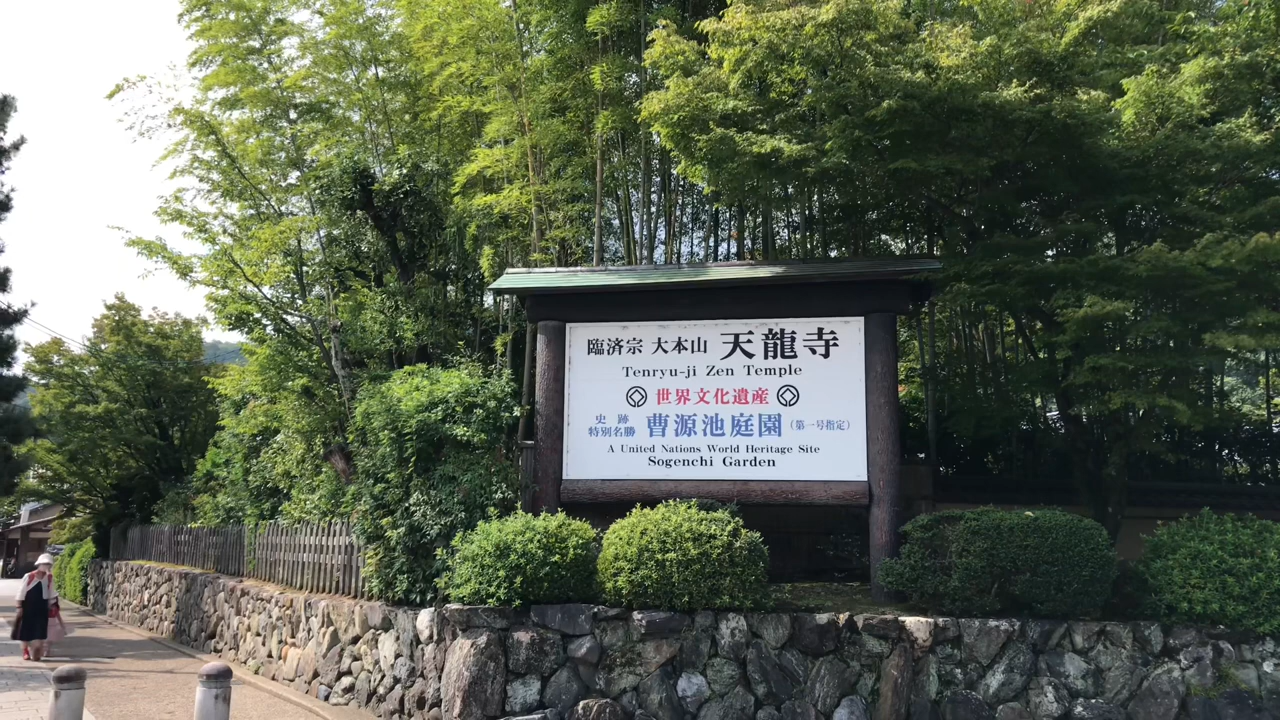 臨済宗 大本山 天龍寺
Tenryu-ji Zen Temple
世界文化遺産
史跡
特別名勝 曹源池庭園 (第一号指定)
A United Nations World Heritage Site
Sogenchi Garden